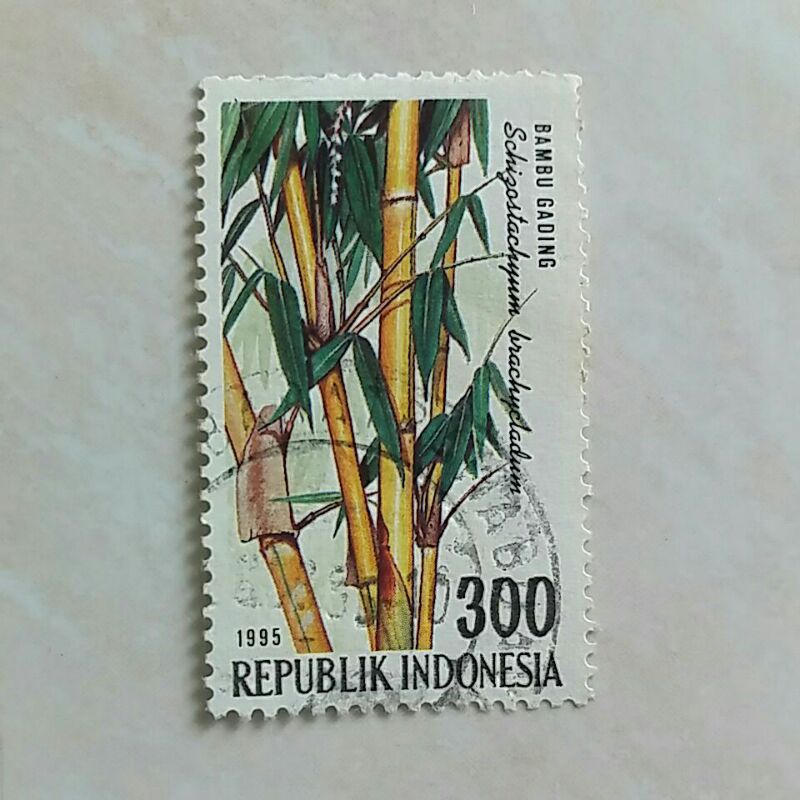 BAMBU GADING
Schizostachyum brachycladum
300
1995
REPUBLIK INDONESIA